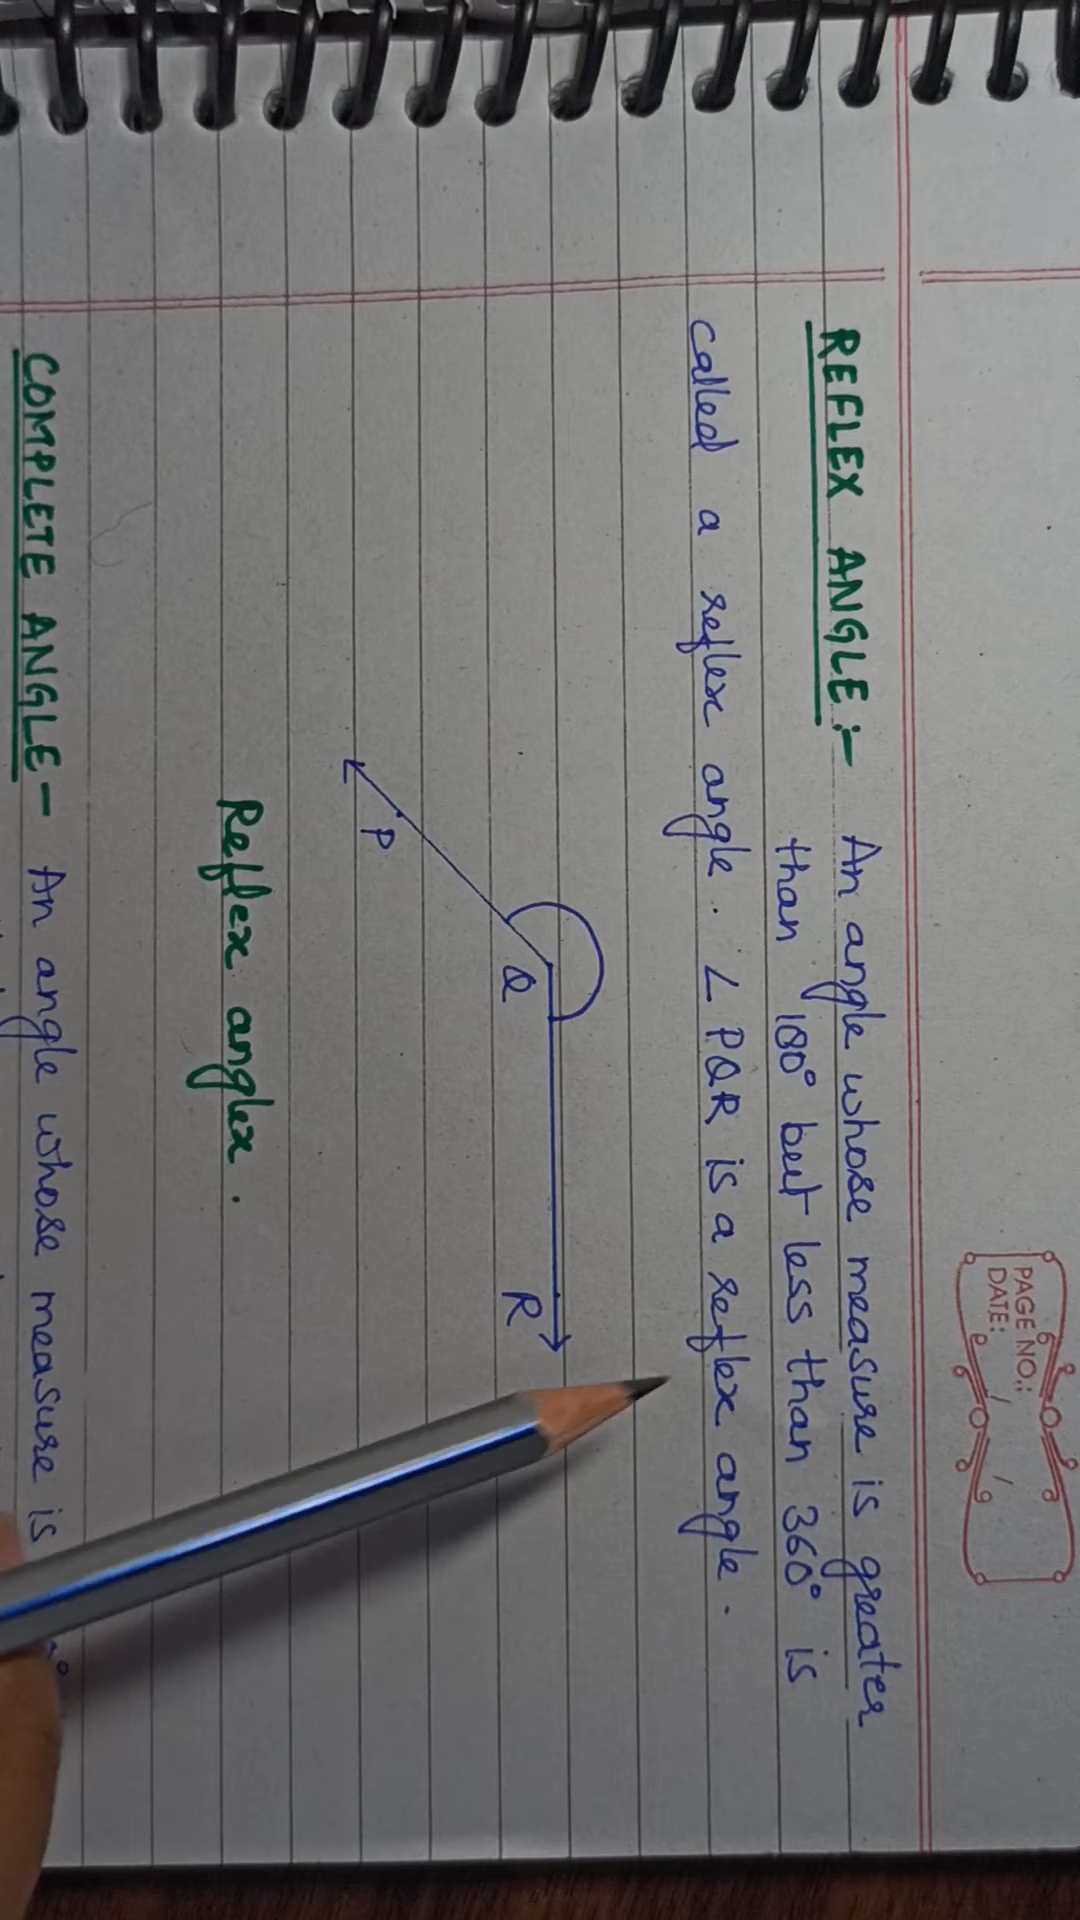 PAGE NO.:
DATE: / /
REFLEX ANGLE :- An angle whose measure is greater
than 180° but less than 360° is
called a reflex angle. ∠ PQR is a reflex angle.
Q
R
P
Reflex anglex.
COMPLETE ANGLE - An angle whose measure is